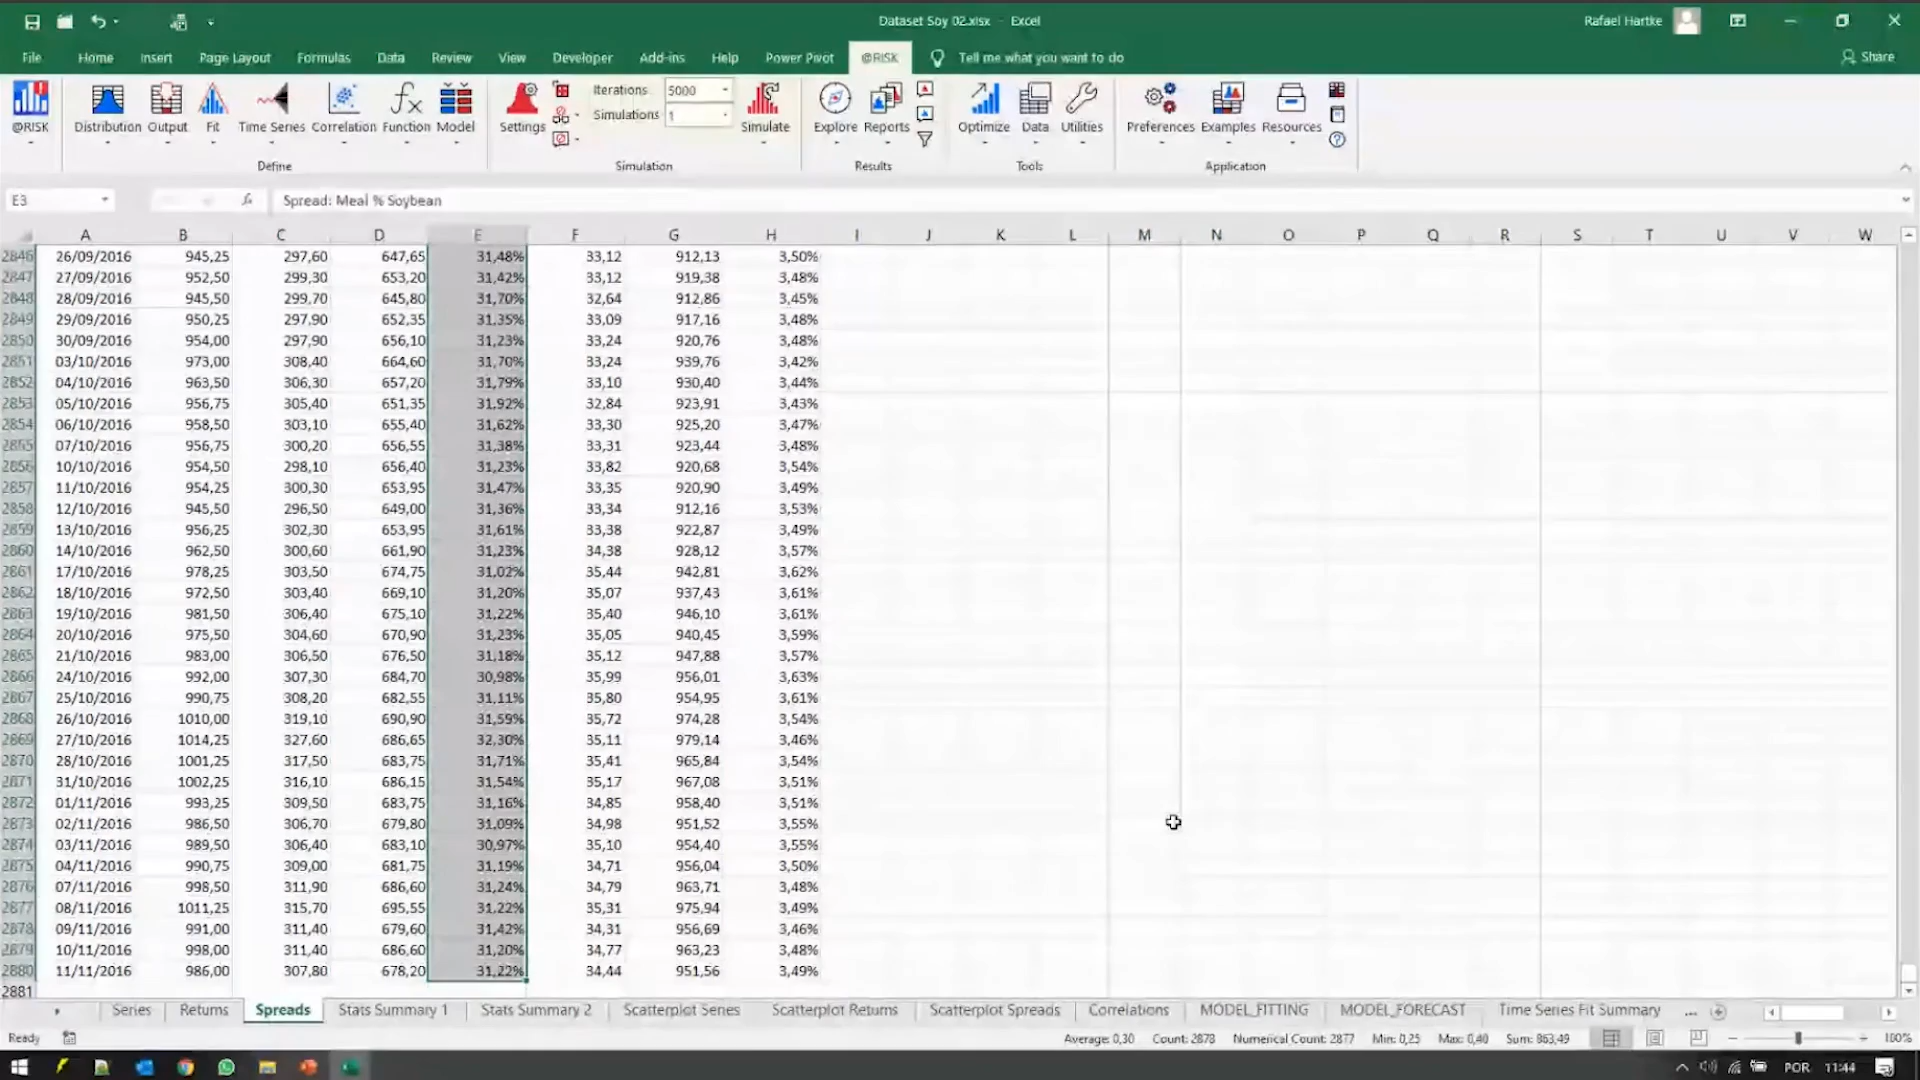 Dataset Soy 02.xlsx - Excel
Rafael Hartke
File Home Insert Page Layout Formulas Data Review View Developer Add-ins Help Power Pivot @RISK Tell me what you want to do Share
Iterations 5000
Simulations 1
@RISK Distribution Output Fit Time Series Correlation Function Model Settings Simulate Explore Reports Optimize Data Utilities Preferences Examples Resources
Define Simulation Results Tools Application
E3 fx Spread: Meal % Soybean
A B C D E F G H I J K L M N O P Q R S T U V W
2846 26/09/2016 945,25 297,60 647,65 31,48% 33,12 912,13 3,50%
2847 27/09/2016 952,50 299,30 653,20 31,42% 33,12 919,38 3,48%
2848 28/09/2016 945,50 299,70 645,80 31,70% 32,64 912,86 3,45%
2849 29/09/2016 950,25 297,90 652,35 31,35% 33,09 917,16 3,48%
2850 30/09/2016 954,00 297,90 656,10 31,23% 33,24 920,76 3,48%
2851 03/10/2016 973,00 308,40 664,60 31,70% 33,24 939,76 3,42%
2852 04/10/2016 963,50 306,30 657,20 31,79% 33,10 930,40 3,44%
2853 05/10/2016 956,75 305,40 651,35 31,92% 32,84 923,91 3,43%
2854 06/10/2016 958,50 303,10 655,40 31,62% 33,30 925,20 3,47%
2855 07/10/2016 956,75 300,20 656,55 31,38% 33,31 923,44 3,48%
2856 10/10/2016 954,50 298,10 656,40 31,23% 33,82 920,68 3,54%
2857 11/10/2016 954,25 300,30 653,95 31,47% 33,35 920,90 3,49%
2858 12/10/2016 945,50 296,50 649,00 31,36% 33,34 912,16 3,53%
2859 13/10/2016 956,25 302,30 653,95 31,61% 33,38 922,87 3,49%
2860 14/10/2016 962,50 300,60 661,90 31,23% 34,38 928,12 3,57%
2861 17/10/2016 978,25 303,50 674,75 31,02% 35,44 942,81 3,62%
2862 18/10/2016 972,50 303,40 669,10 31,20% 35,07 937,43 3,61%
2863 19/10/2016 981,50 306,40 675,10 31,22% 35,40 946,10 3,61%
2864 20/10/2016 975,50 304,60 670,90 31,23% 35,05 940,45 3,59%
2865 21/10/2016 983,00 306,50 676,50 31,18% 35,12 947,88 3,57%
2866 24/10/2016 992,00 307,30 684,70 30,98% 35,99 956,01 3,63%
2867 25/10/2016 990,75 308,20 682,55 31,11% 35,80 954,95 3,61%
2868 26/10/2016 1010,00 319,10 690,90 31,59% 35,72 974,28 3,54%
2869 27/10/2016 1014,25 327,60 686,65 32,30% 35,11 979,14 3,46%
2870 28/10/2016 1001,25 317,50 683,75 31,71% 35,41 965,84 3,54%
2871 31/10/2016 1002,25 316,10 686,15 31,54% 35,17 967,08 3,51%
2872 01/11/2016 993,25 309,50 683,75 31,16% 34,85 958,40 3,51%
2873 02/11/2016 986,50 306,70 679,80 31,09% 34,98 951,52 3,55%
2874 03/11/2016 989,50 306,40 683,10 30,97% 35,10 954,40 3,55%
2875 04/11/2016 990,75 309,00 681,75 31,19% 34,71 956,04 3,50%
2876 07/11/2016 998,50 311,90 686,60 31,24% 34,79 963,71 3,48%
2877 08/11/2016 1011,25 315,70 695,55 31,22% 35,31 975,94 3,49%
2878 09/11/2016 991,00 311,40 679,60 31,42% 34,31 956,69 3,46%
2879 10/11/2016 998,00 311,40 686,60 31,20% 34,77 963,23 3,48%
2880 11/11/2016 986,00 307,80 678,20 31,22% 34,44 951,56 3,49%
2881
Series Returns Spreads Stats Summary 1 Stats Summary 2 Scatterplot Series Scatterplot Returns Scatterplot Spreads Correlations MODEL_FITTING MODEL_FORECAST Time Series Fit Summary ...
Ready Average: 0,30 Count: 2878 Numerical Count: 2877 Min: 0,25 Max: 0,40 Sum: 863,49 100%
POR 11:44